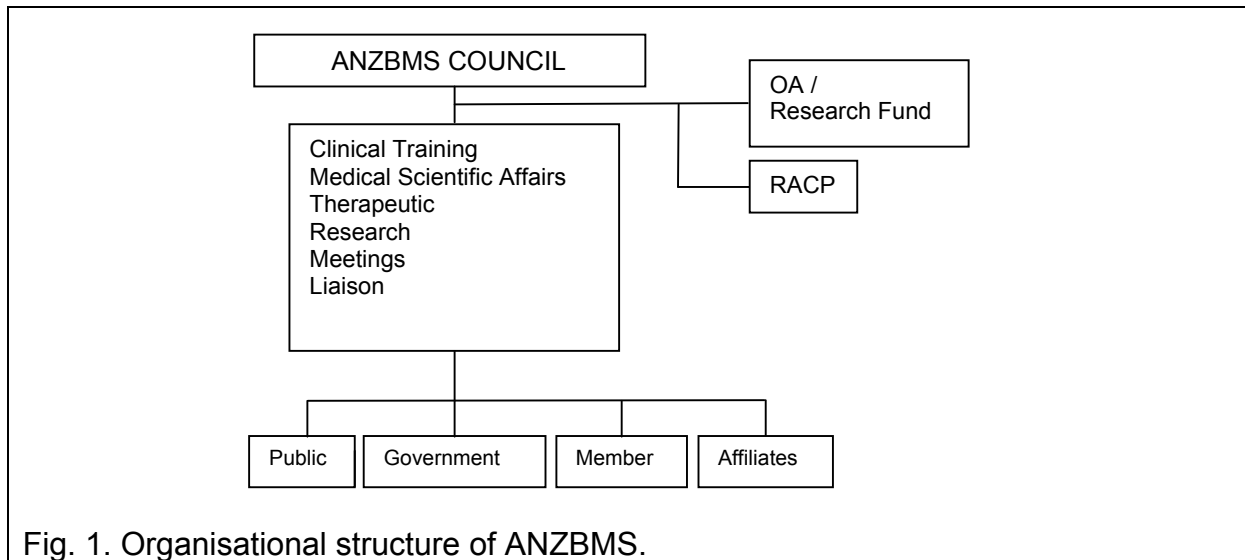 ANZBMS COUNCIL
OA /
Research Fund
Clinical Training
Medical Scientific Affairs
Therapeutic
Research
Meetings
Liaison
RACP
Public
Government
Member
Affiliates
Fig. 1. Organisational structure of ANZBMS.